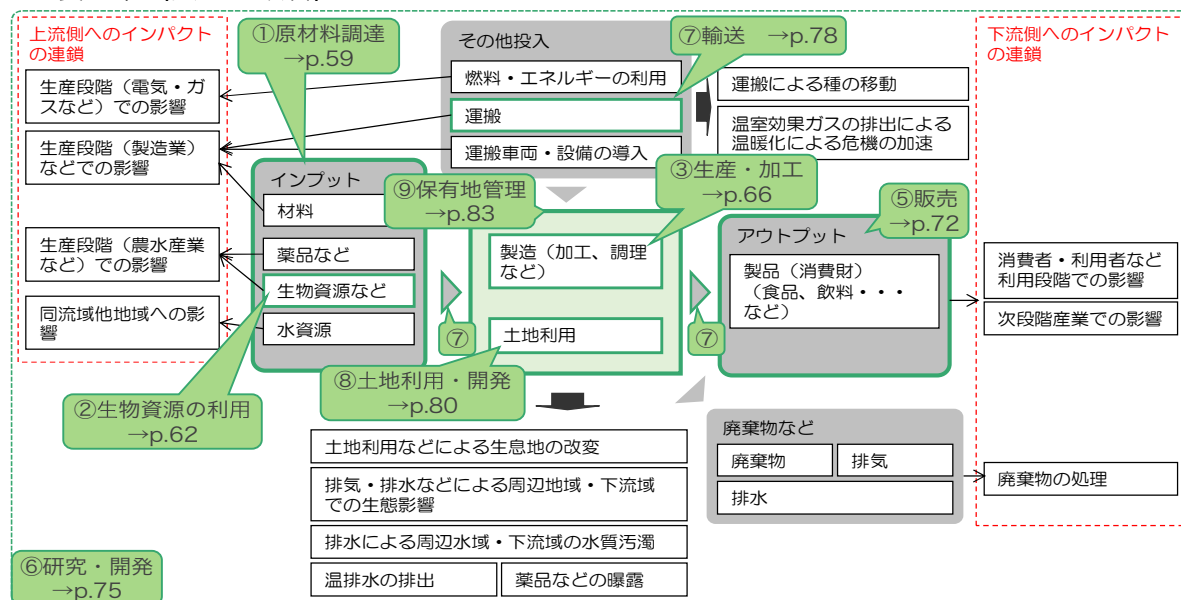 上流側へのインパクト
の連鎖
①原材料調達
→p.59
その他投入
⑦輸送 →p.78
下流側へのインパクト
の連鎖
生産段階（電気・ガ
スなど）での影響
燃料・エネルギーの利用
運搬による種の移動
運搬
生産段階（製造業）
などでの影響
温室効果ガスの排出による
温暖化による危機の加速
運搬車両・設備の導入
インプット
⑨保有地管理
→p.83
③生産・加工
→p.66
⑤販売
→p.72
材料
アウトプット
生産段階（農水産業
など）での影響
薬品など
製造（加工、調理
など）
製品（消費財）
（食品、飲料・・・
など）
消費者・利用者など
利用段階での影響
生物資源など
同流域他地域への影
響
水資源
⑦
土地利用
⑦
次段階産業での影響
⑧土地利用・開発
→p.80
②生物資源の利用
→p.62
廃棄物など
土地利用などによる生息地の改変
廃棄物
排気
廃棄物の処理
排気・排水などによる周辺地域・下流域
での生態影響
排水
排水による周辺水域・下流域の水質汚濁
⑥研究・開発
→p.75
温排水の排出
薬品などの曝露